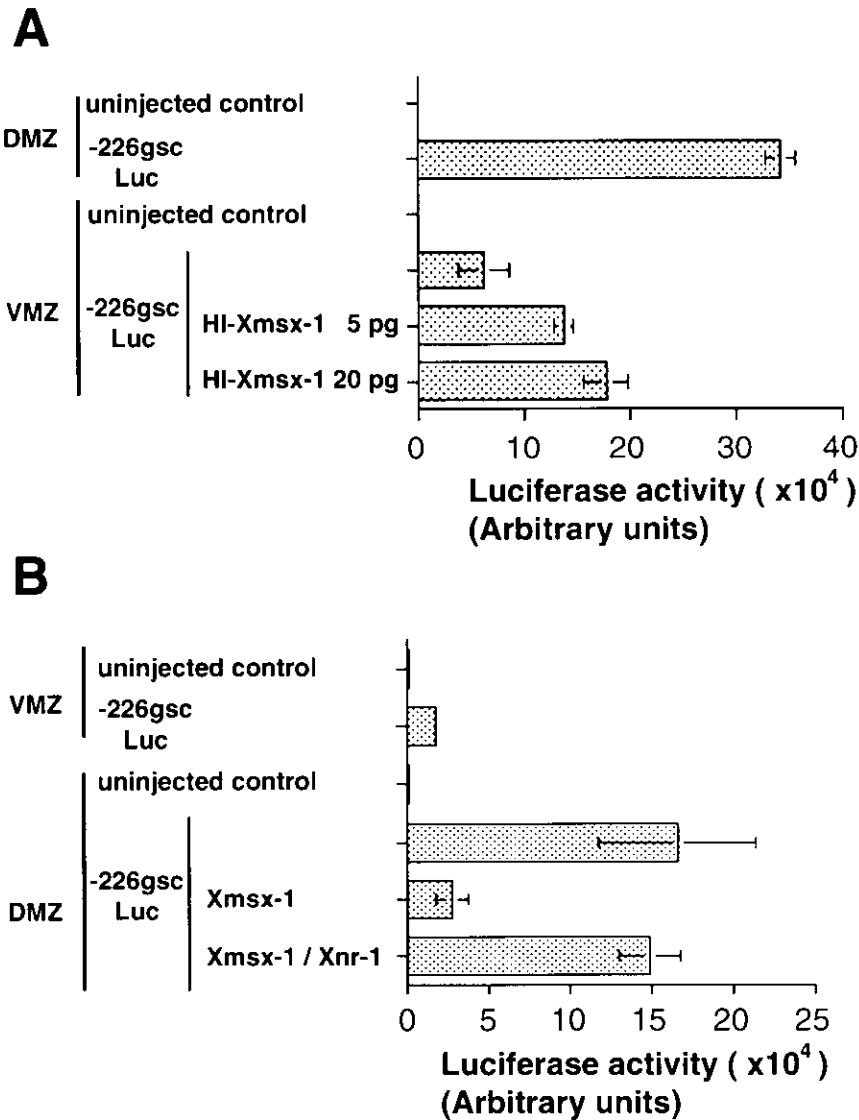 A
DMZ
uninjected control
-226gsc
Luc
VMZ
uninjected control
-226gsc
Luc
HI-Xmsx-1 5 pg
HI-Xmsx-1 20 pg
0 10 20 30 40
Luciferase activity ( x10⁴)
(Arbitrary units)
B
VMZ
uninjected control
-226gsc
Luc
DMZ
uninjected control
-226gsc
Luc
Xmsx-1
Xmsx-1 / Xnr-1
0 5 10 15 20 25
Luciferase activity ( x10⁴)
(Arbitrary units)